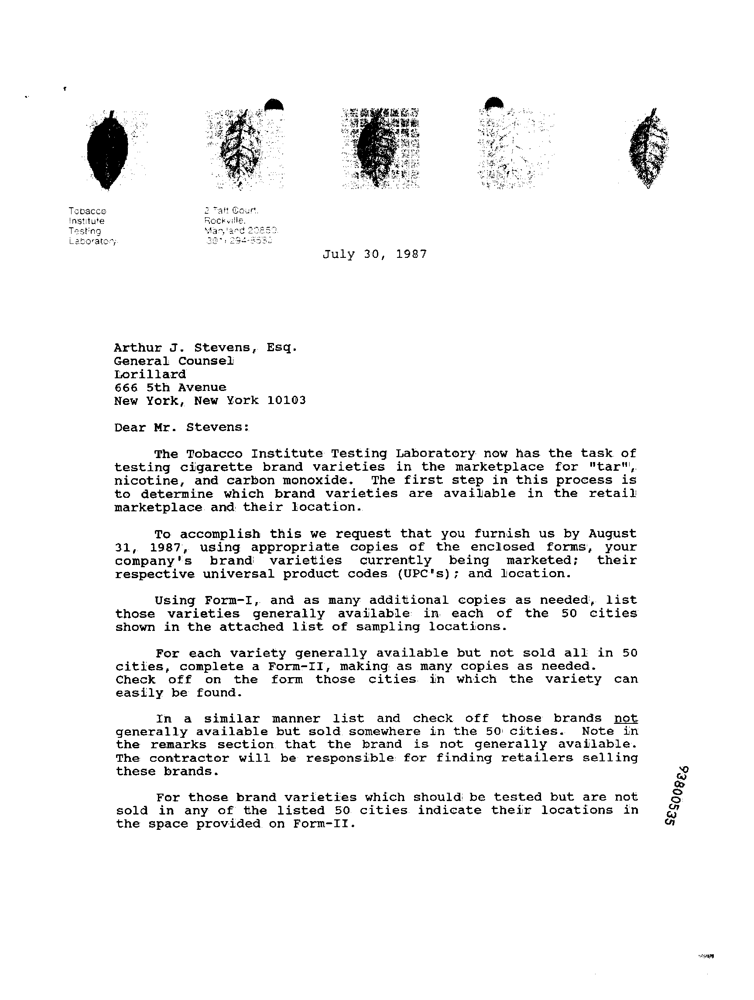 Tobacco
Institute
Testing
Laboratory
2 Taft Court,
Rockville,
Maryland 20850
July 30, 1987
Arthur J. Stevens, Esq.
General Counsel
Lorillard
666 5th Avenue
New York, New York 10103
Dear Mr. Stevens:
The Tobacco Institute Testing Laboratory now has the task of
testing cigarette brand varieties in the marketplace for "tar",
nicotine, and carbon monoxide. The first step in this process is
to determine which brand varieties are available in the retail
marketplace and their location.
To accomplish this we request that you furnish us by August
31, 1987, using appropriate copies of the enclosed forms, your
company's brand varieties currently being marketed; their
respective universal product codes (UPC's); and location.
Using Form-I, and as many additional copies as needed, list
those varieties generally available in each of the 50 cities
shown in the attached list of sampling locations.
For each variety generally available but not sold all in 50
cities, complete a Form-II, making as many copies as needed.
Check off on the form those cities in which the variety can
easily be found.
In a similar manner list and check off those brands not
generally available but sold somewhere in the 50 cities. Note in
the remarks section that the brand is not generally available.
The contractor will be responsible for finding retailers selling
these brands.
For those brand varieties which should be tested but are not
sold in any of the listed 50 cities indicate their locations in
the space provided on Form-II.
93800535